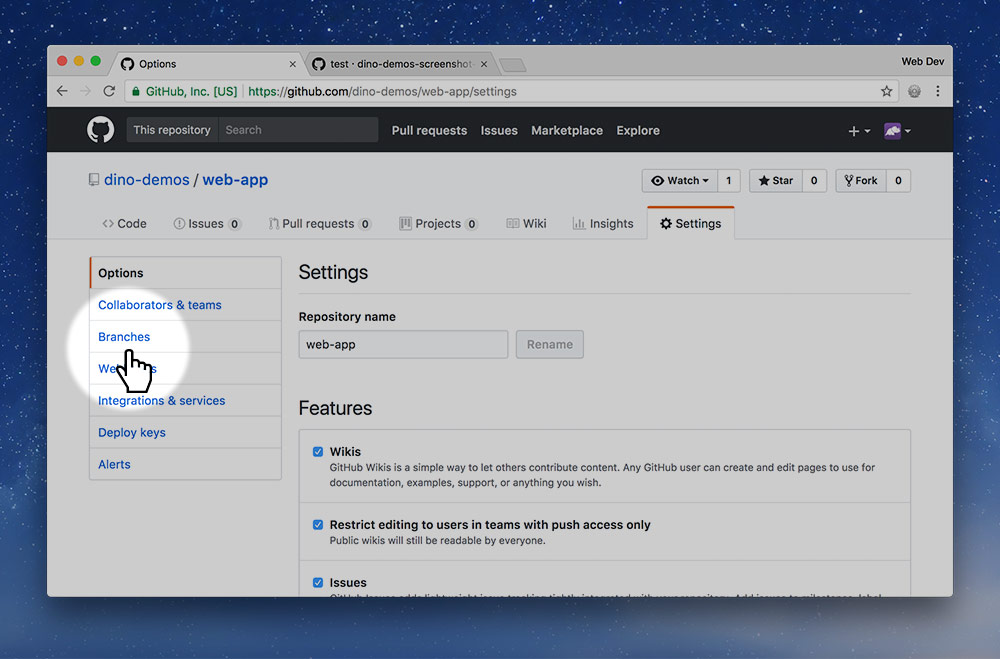 Options
test · dino-demos-screenshot
Web Dev
GitHub, Inc. [US] https://github.com/dino-demos/web-app/settings
This repository Search Pull requests Issues Marketplace Explore
dino-demos / web-app
Watch 1 Star 0 Fork 0
Code Issues 0 Pull requests 0 Projects 0 Wiki Insights Settings
Options
Collaborators & teams
Branches
Integrations & services
Deploy keys
Alerts
Settings
Repository name
web-app Rename
Features
Wikis
GitHub Wikis is a simple way to let others contribute content. Any GitHub user can create and edit pages to use for
documentation, examples, support, or anything you wish.
Restrict editing to users in teams with push access only
Public wikis will still be readable by everyone.
Issues